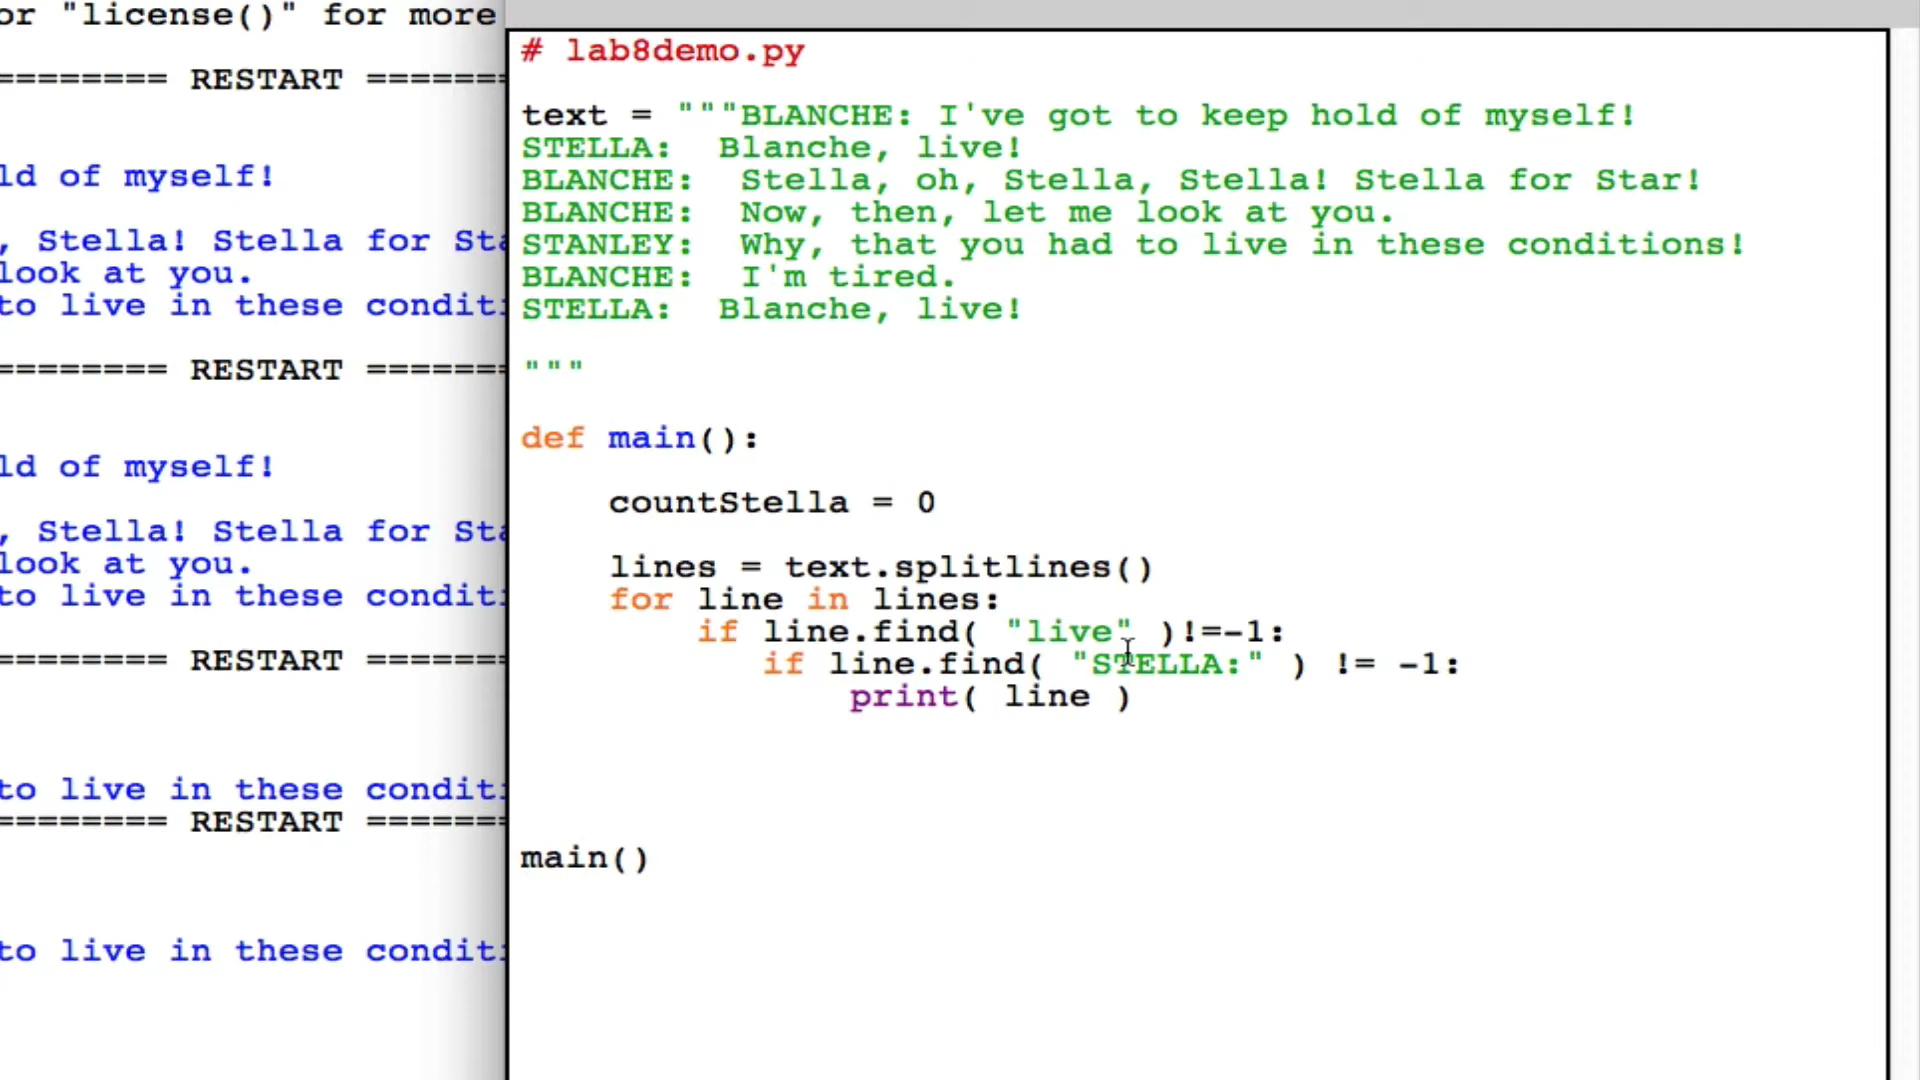 or "license()" for more
======== RESTART =======
ld of myself!
, Stella! Stella for Sta
look at you.
to live in these conditi
======== RESTART =======
ld of myself!
, Stella! Stella for Sta
look at you.
to live in these conditi
======== RESTART =======
to live in these conditi
======== RESTART =======
to live in these conditi
# lab8demo.py
text = """BLANCHE: I've got to keep hold of myself!
STELLA:  Blanche, live!
BLANCHE:  Stella, oh, Stella, Stella! Stella for Star!
BLANCHE:  Now, then, let me look at you.
STANLEY:  Why, that you had to live in these conditions!
BLANCHE:  I'm tired.
STELLA:  Blanche, live!
"""
def main():
    countStella = 0
    lines = text.splitlines()
    for line in lines:
        if line.find( "live" )!=-1:
           if line.find( "STELLA:" ) != -1:
               print( line )
main()